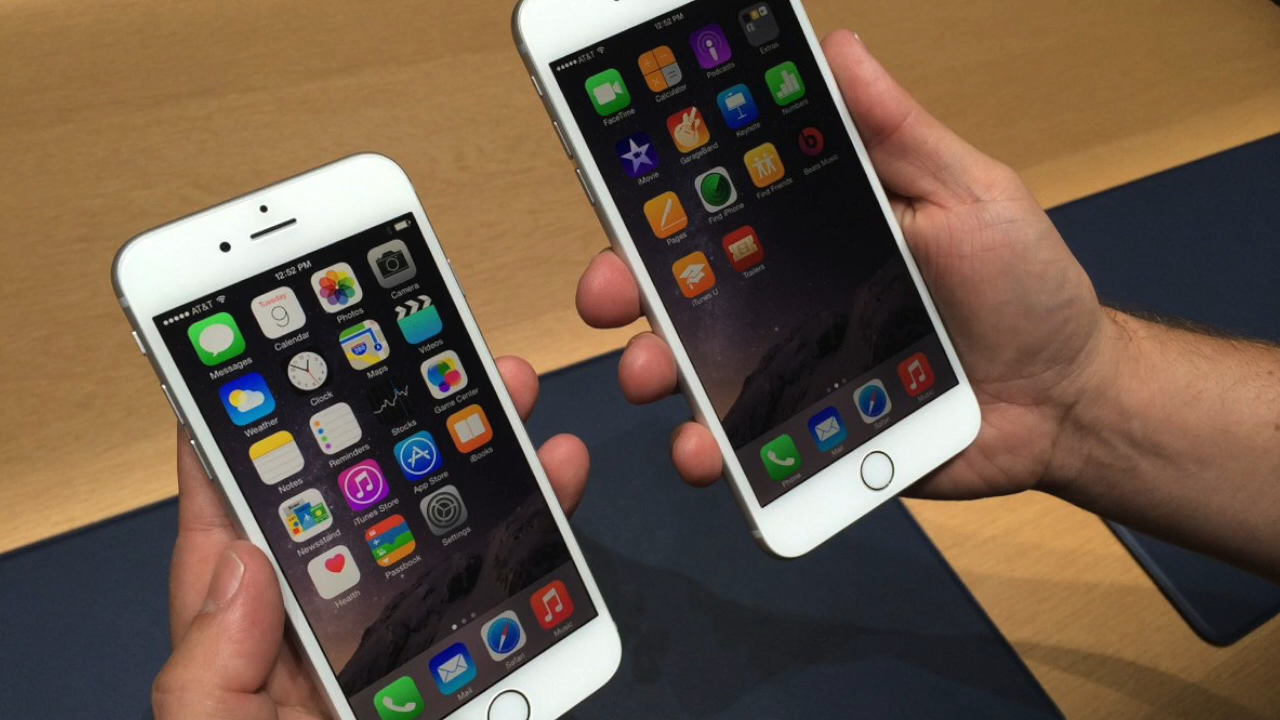 AT&T 12:52 PM
Messages
Tuesday
9
Calendar
Photos
Camera
Weather
Clock
Maps
280
Videos
Notes
Reminders
Stocks
Game Center
Newsstand
iTunes Store
App Store
iBooks
Health
Passbook
Settings
Mail
Safari
Music
AT&T 12:52 PM
FaceTime
Calculator
Podcasts
Extras
iMovie
GarageBand
Keynote
Numbers
Pages
Find iPhone
Find Friends
Beats Music
iTunes U
Trailers
Phone
Mail
Safari
Music